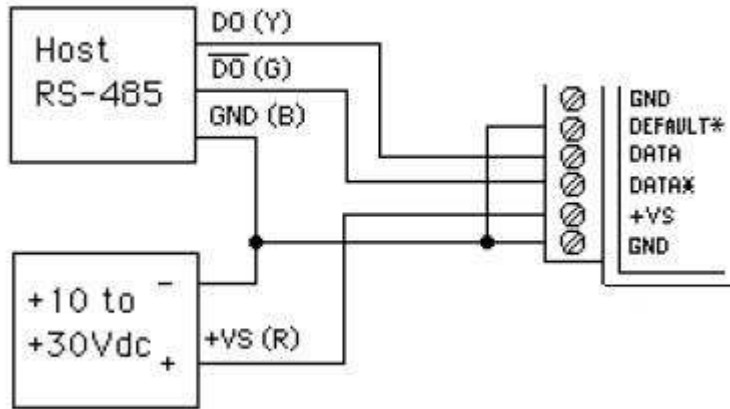 Host
RS-485
DO (Y)
DO (G)
GND (B)
+10 to -
+30Vdc +
+VS (R)
GND
DEFAULT*
DATA
DATA*
+VS
GND